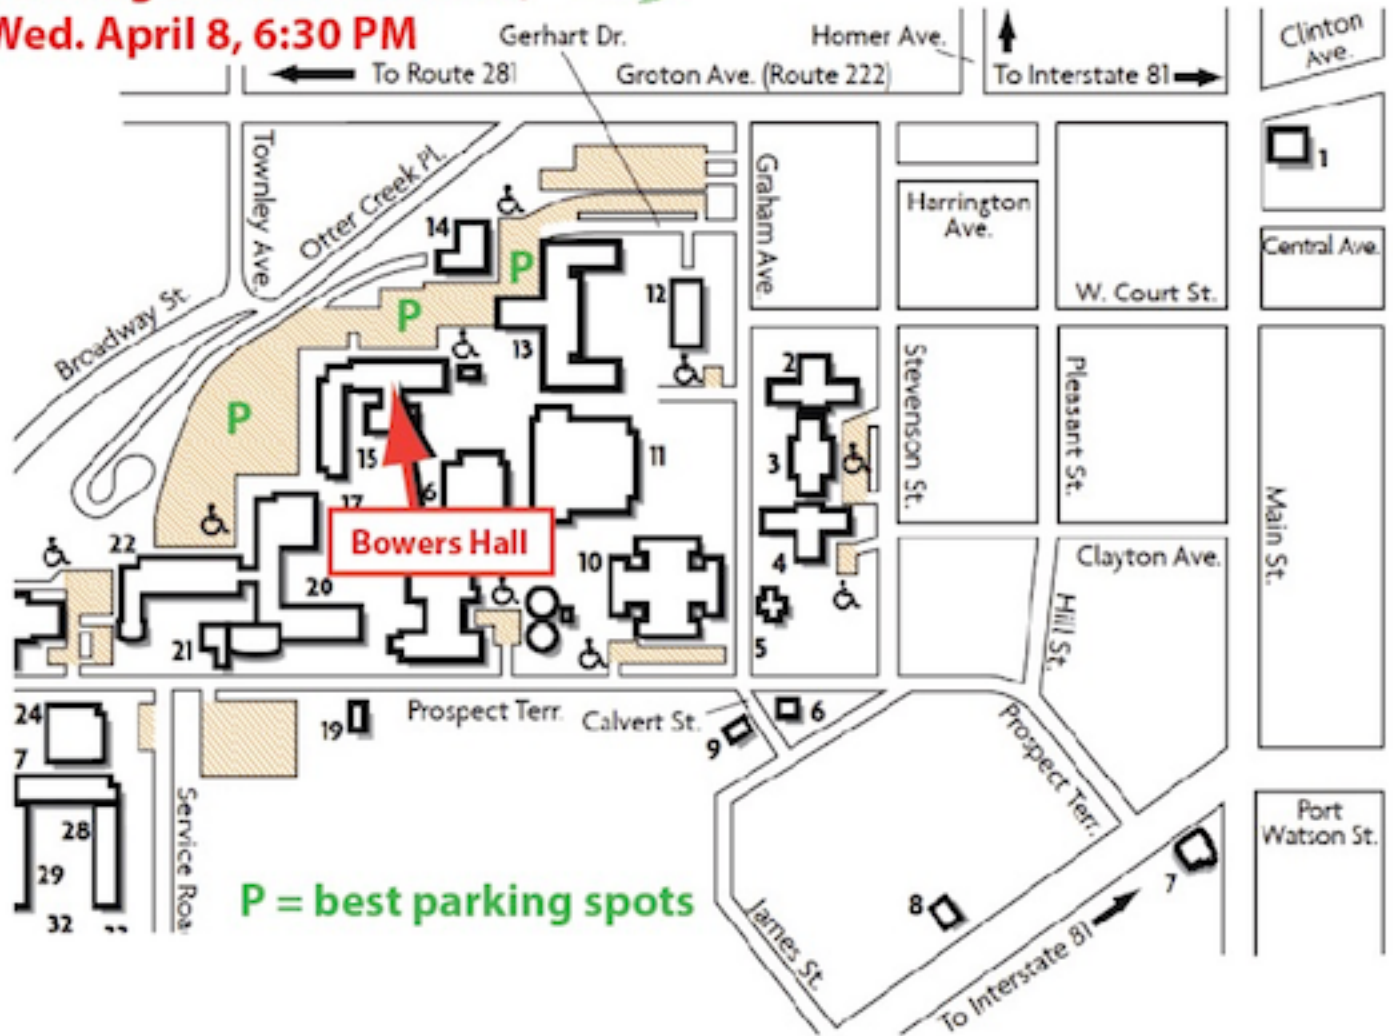 Wed. April 8, 6:30 PM
Gerhart Dr.
Homer Ave.
Clinton
Ave.
To Route 281
Groton Ave. (Route 222)
To Interstate 81
1
Townley Ave.
Otter Creek Pl.
Graham Ave.
Harrington
Ave.
Central Ave.
14
P
12
W. Court St.
Broadway St.
P
13
2
Stevenson St.
Pleasant St.
P
15
11
3
17
6
Main St.
Bowers Hall
22
10
4
Clayton Ave.
20
Hill St.
21
5
24
19
Prospect Terr.
Calvert St.
6
9
Prospect Terr.
7
Service Roa
28
Port
Watson St.
29
P = best parking spots
7
8
32
James St.
To Interstate 81